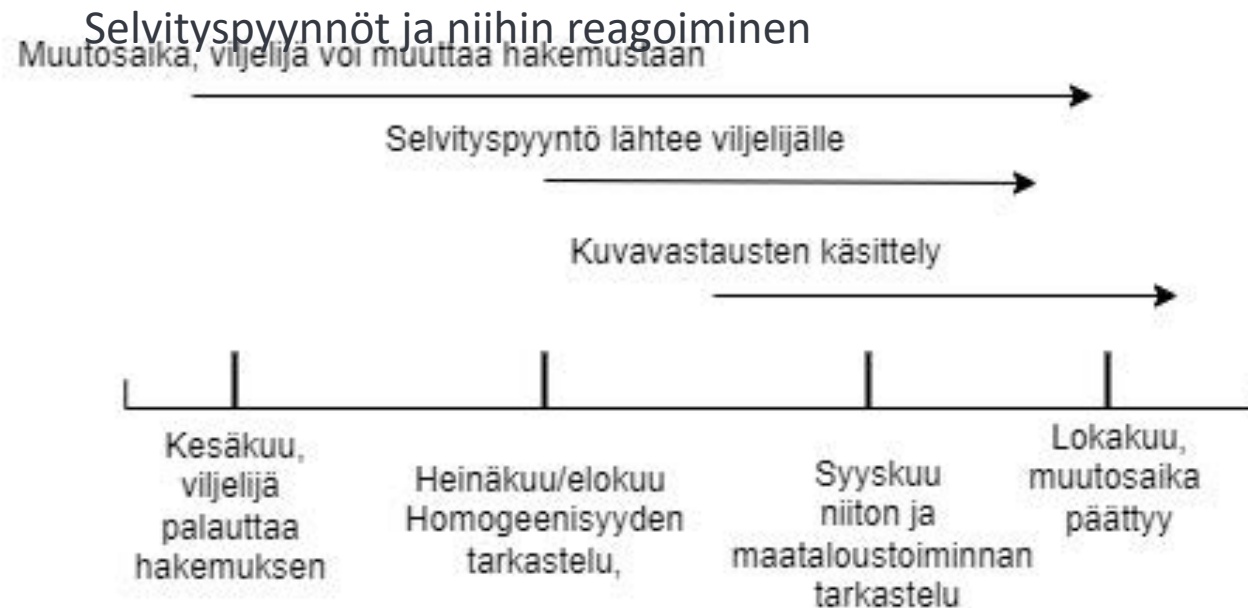 Selvityspyynnöt ja niihin reagoiminen
Muutosaika, viljelijä voi muuttaa hakemustaan
Selvityspyyntö lähtee viljelijälle
Kuvavastausten käsittely
Kesäkuu,
viljelijä
palauttaa
hakemuksen
Heinäkuu/elokuu
Homogeenisyyden
tarkastelu,
Syyskuu
niiton ja
maataloustoiminnan
tarkastelu
Lokakuu,
muutosaika
päättyy